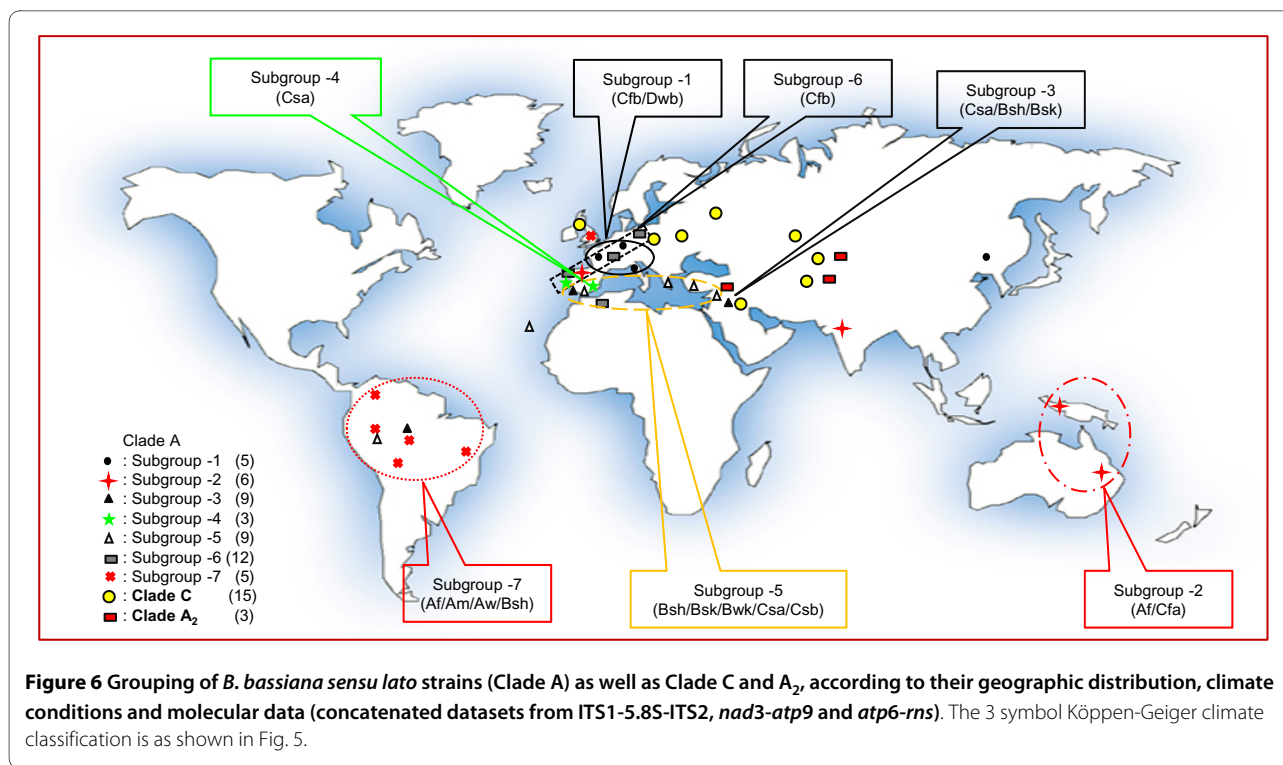 Subgroup -4
(Csa)
Subgroup -1
(Cfb/Dwb)
Subgroup -6
(Cfb)
Subgroup -3
(Csa/Bsh/Bsk)
Clade A
: Subgroup -1 (5)
: Subgroup -2 (6)
: Subgroup -3 (9)
: Subgroup -4 (3)
: Subgroup -5 (9)
: Subgroup -6 (12)
: Subgroup -7 (5)
: Clade C (15)
: Clade A₂ (3)
Subgroup -7
(Af/Am/Aw/Bsh)
Subgroup -5
(Bsh/Bsk/Bwk/Csa/Csb)
Subgroup -2
(Af/Cfa)
Figure 6 Grouping of B. bassiana sensu lato strains (Clade A) as well as Clade C and A₂, according to their geographic distribution, climate
conditions and molecular data (concatenated datasets from ITS1-5.8S-ITS2, nad3-atp9 and atp6-rns). The 3 symbol Köppen-Geiger climate
classification is as shown in Fig. 5.